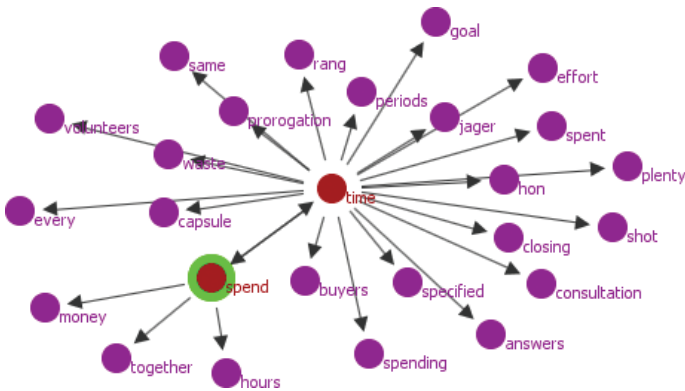 goal
same
rang
effort
periods
prorogation
jager
spent
volunteers
waste
plenty
hon
time
every
capsule
shot
closing
spend
buyers
specified
consultation
money
answers
together
spending
hours